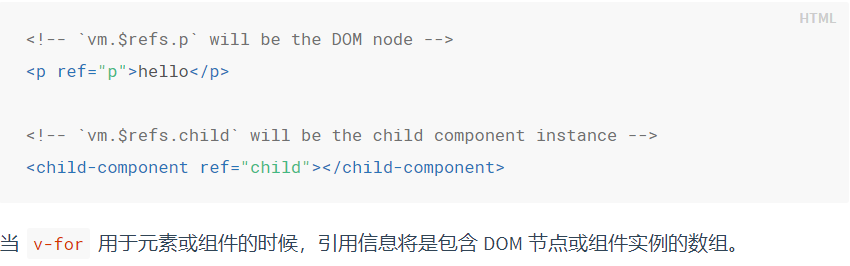 HTML
<!-- `vm.$refs.p` will be the DOM node -->
<p ref="p">hello</p>
<!-- `vm.$refs.child` will be the child component instance -->
<child-component ref="child"></child-component>
当 v-for 用于元素或组件的时候，引用信息将是包含 DOM 节点或组件实例的数组。